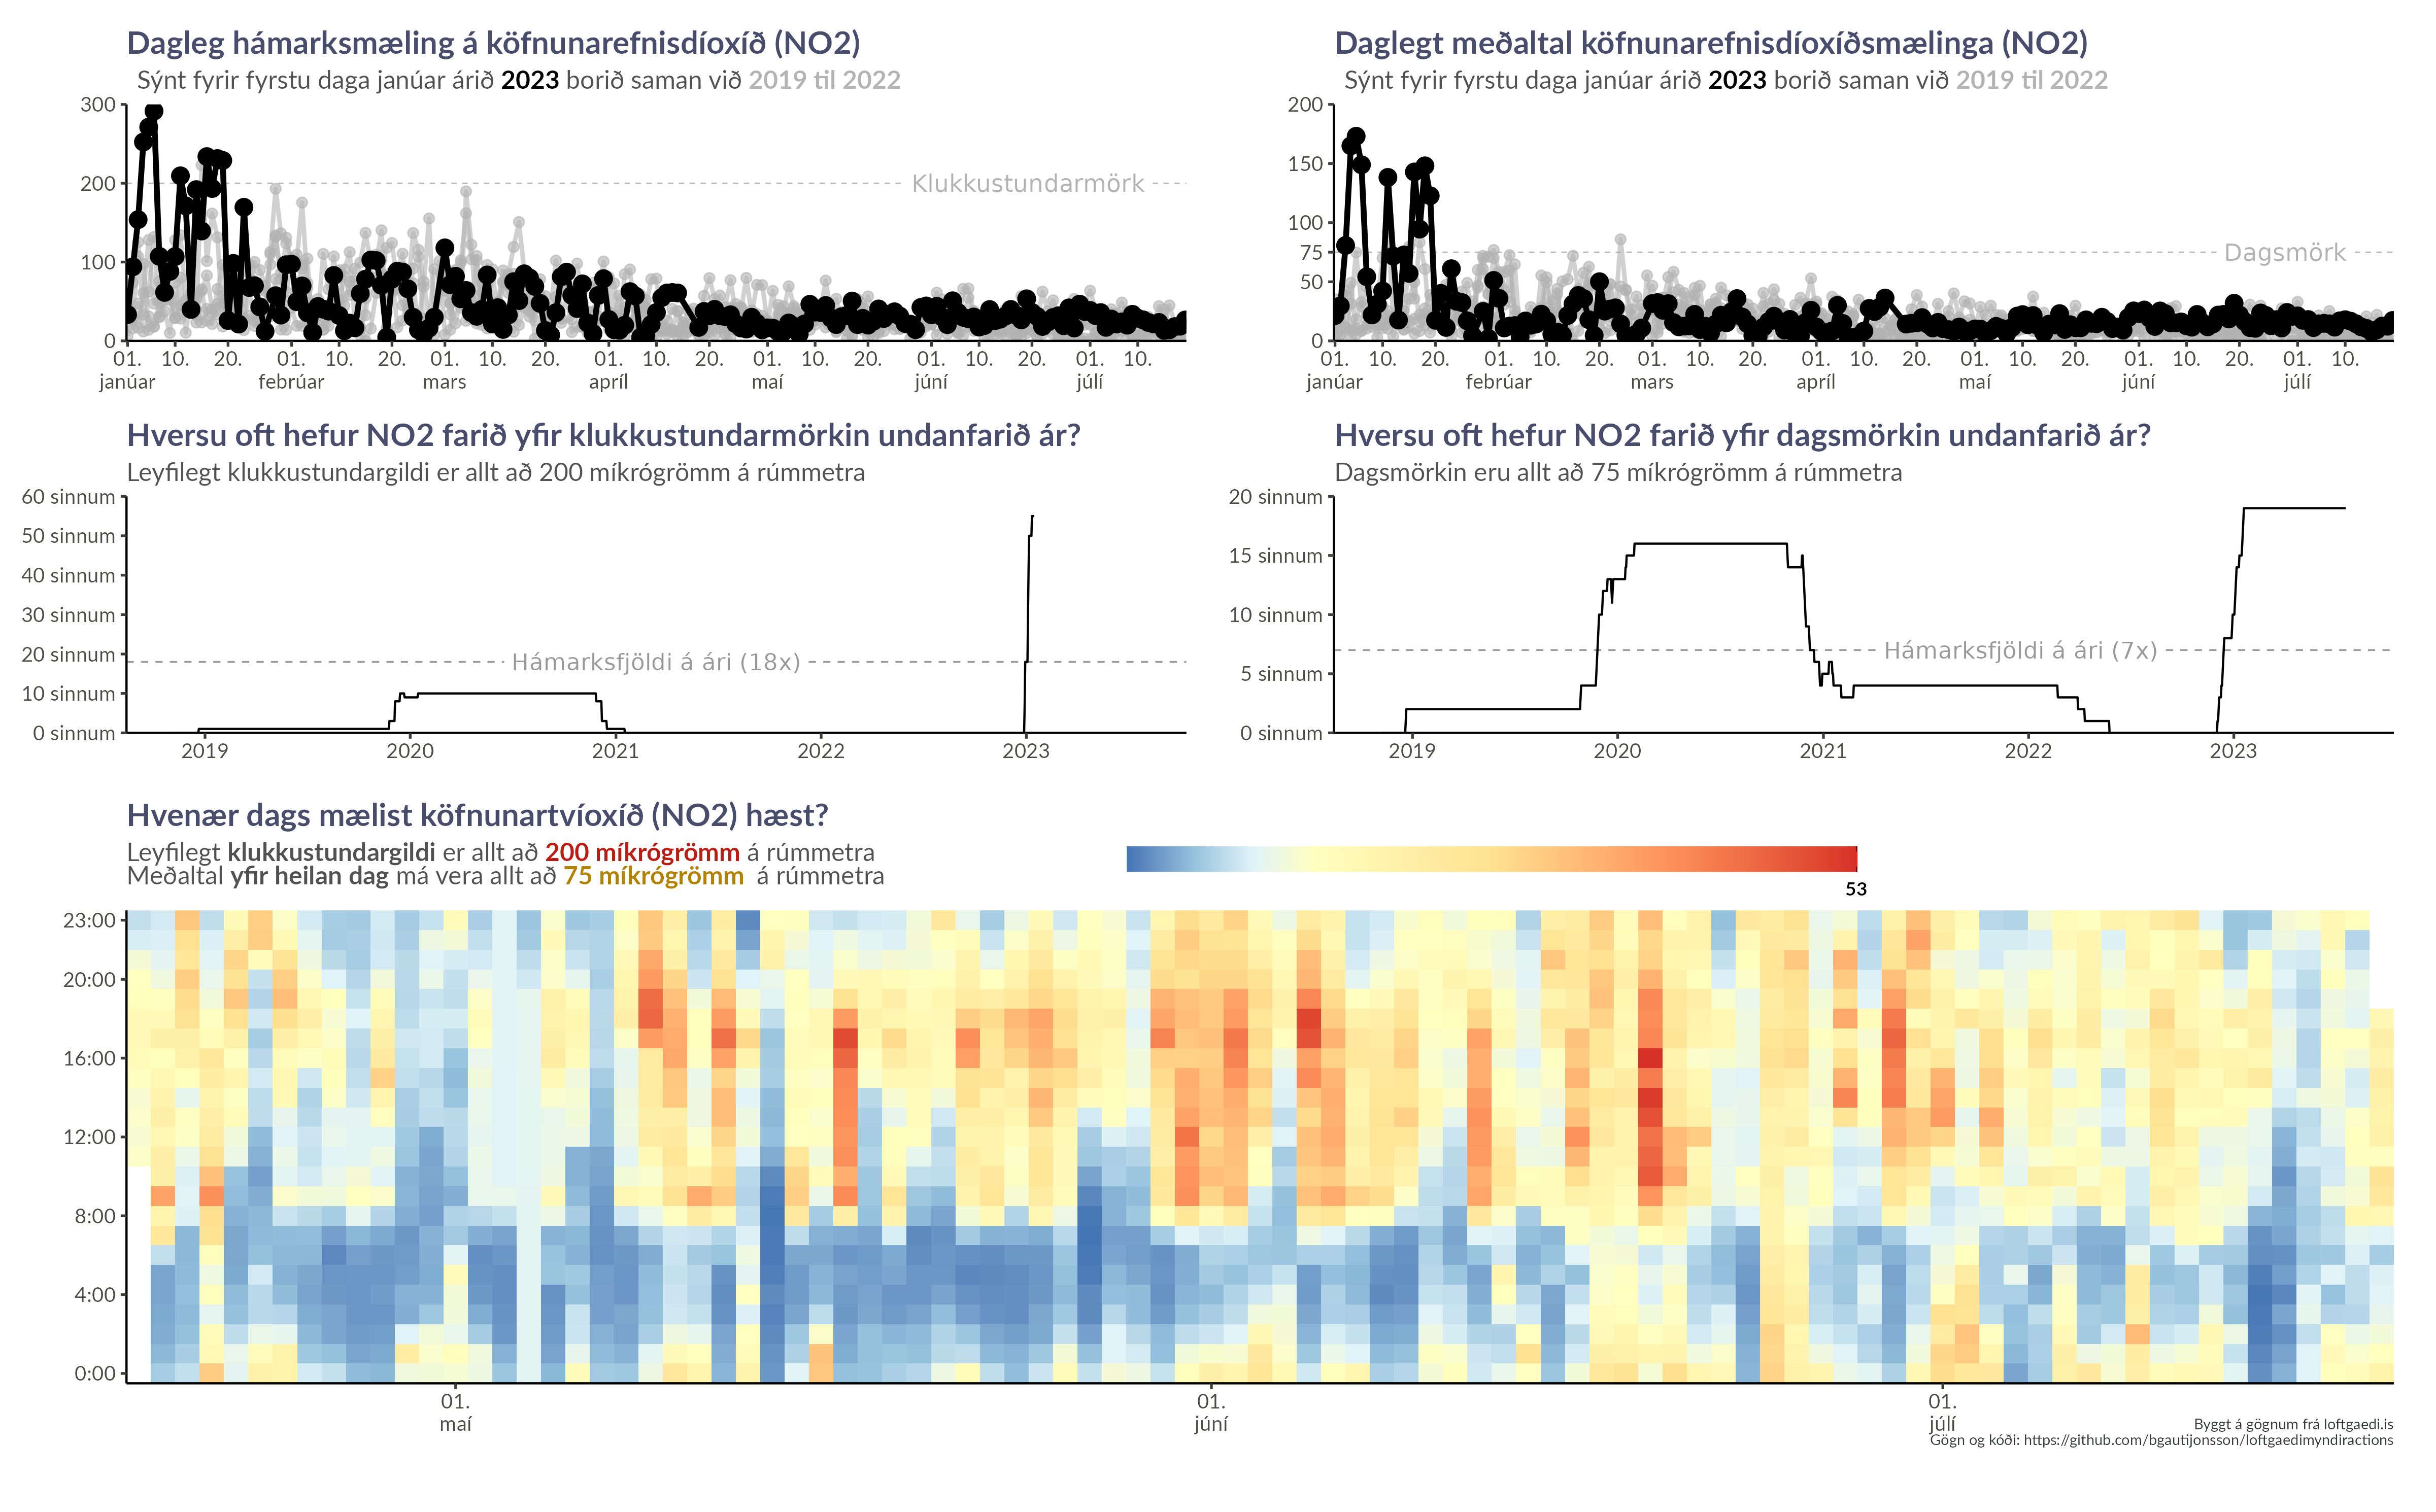 Dagleg hámarksmæling á köfnunarefnisdíoxíð (NO2)
Sýnt fyrir fyrstu daga janúar árið 2023 borið saman við 2019 til 2022
300
200
100
0
Klukkustundarmörk
01. 10. 20. 01. 10. 20. 01. 10. 20. 01. 10. 20. 01. 10. 20. 01. 10. 20. 01. 10.
janúar febrúar mars apríl maí júní júlí
Daglegt meðaltal köfnunarefnisdíoxíðsmælinga (NO2)
Sýnt fyrir fyrstu daga janúar árið 2023 borið saman við 2019 til 2022
200
150
100
75
50
0
Dagsmörk
01. 10. 20. 01. 10. 20. 01. 10. 20. 01. 10. 20. 01. 10. 20. 01. 10. 20. 01. 10.
janúar febrúar mars apríl maí júní júlí
Hversu oft hefur NO2 farið yfir klukkustundarmörkin undanfarið ár?
Leyfilegt klukkustundargildi er allt að 200 míkrógrömm á rúmmetra
60 sinnum
50 sinnum
40 sinnum
30 sinnum
20 sinnum
10 sinnum
0 sinnum
Hámarksfjöldi á ári (18x)
2019 2020 2021 2022 2023
Hversu oft hefur NO2 farið yfir dagsmörkin undanfarið ár?
Dagsmörkin eru allt að 75 míkrógrömm á rúmmetra
20 sinnum
15 sinnum
10 sinnum
5 sinnum
0 sinnum
Hámarksfjöldi á ári (7x)
2019 2020 2021 2022 2023
Hvenær dags mælist köfnunartvíoxíð (NO2) hæst?
Leyfilegt klukkustundargildi er allt að 200 míkrógrömm á rúmmetra
Meðaltal yfir heilan dag má vera allt að 75 míkrógrömm á rúmmetra
53
23:00
20:00
16:00
12:00
8:00
4:00
0:00
01. 01. 01.
maí júní júlí
Byggt á gögnum frá loftgaedi.is
Gögn og kóði: https://github.com/bgautijonsson/loftgaedimyndiractions